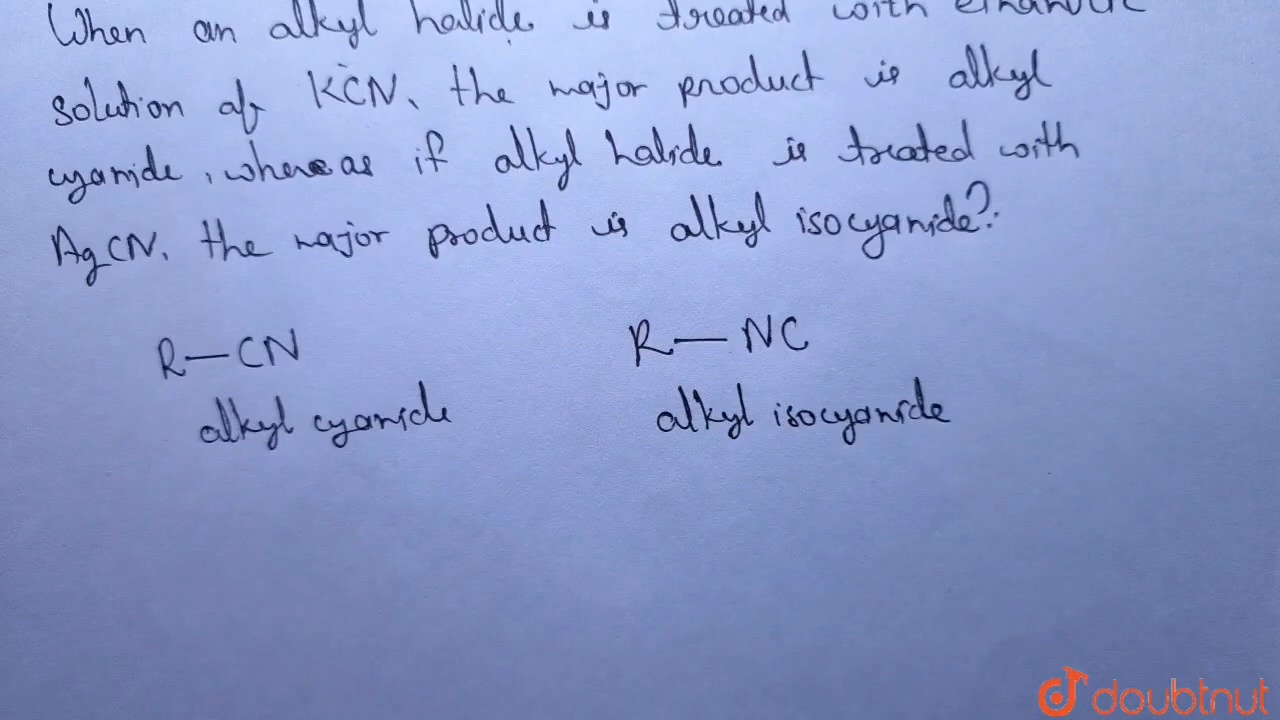 When an alkyl halide is treated with ethanolic
solution of KCN, the major product is alkyl
cyanide, whereas if alkyl halide is treated with
AgCN, the major product is alkyl isocyanide?
R—CN R—NC
alkyl cyanide alkyl isocyanide
doubtnut